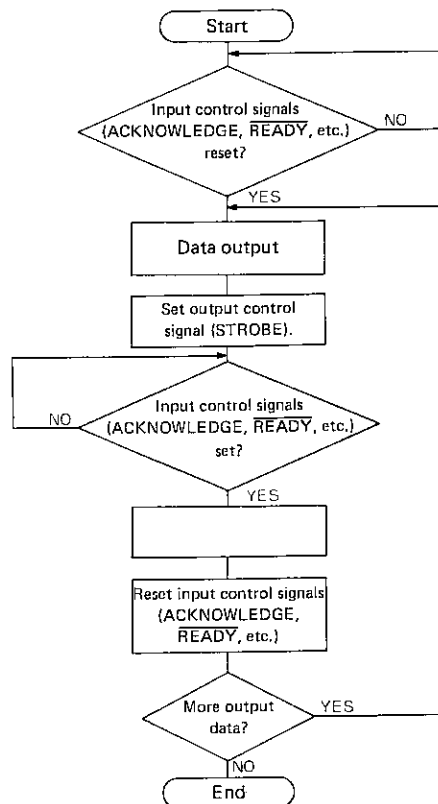 Start
Input control signals
(ACKNOWLEDGE, READY, etc.)
reset?
NO
YES
Data output
Set output control
signal (STROBE).
Input control signals
(ACKNOWLEDGE, READY, etc.)
set?
NO
YES
Reset input control signals
(ACKNOWLEDGE,
READY, etc.)
More output
data?
YES
NO
End